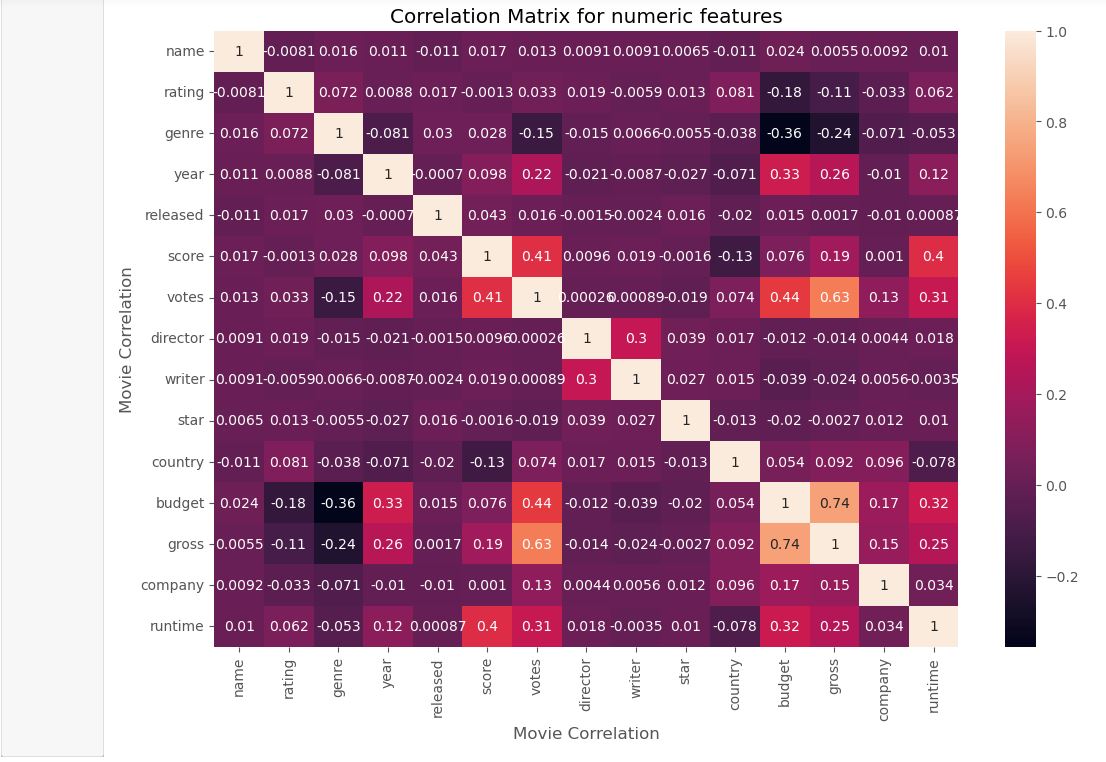 Correlation Matrix for numeric features
name 1 -0.0081 0.016 0.011 -0.011 0.017 0.013 0.0091 0.0091 0.0065 -0.011 0.024 0.0055 0.0092 0.01
rating -0.0081 1 0.072 0.0088 0.017 -0.0013 0.033 0.019 -0.0059 0.013 0.081 -0.18 -0.11 -0.033 0.062
genre 0.016 0.072 1 -0.081 0.03 0.028 -0.15 -0.015 0.0066 -0.0055 -0.038 -0.36 -0.24 -0.071 -0.053
year 0.011 0.0088 -0.081 1 -0.0007 0.098 0.22 -0.021 -0.0087 -0.027 -0.071 0.33 0.26 -0.01 0.12
released -0.011 0.017 0.03 -0.0007 1 0.043 0.016 -0.0015 -0.0024 0.016 -0.02 0.015 0.0017 -0.01 0.00087
score 0.017 -0.0013 0.028 0.098 0.043 1 0.41 0.0096 0.019 -0.0016 -0.13 0.076 0.19 0.001 0.4
votes 0.013 0.033 -0.15 0.22 0.016 0.41 1 0.00026 0.00089 -0.019 0.074 0.44 0.63 0.13 0.31
director 0.0091 0.019 -0.015 -0.021 -0.0015 0.0096 0.00026 1 0.3 0.039 0.017 -0.012 -0.014 0.0044 0.018
writer 0.0091 -0.0059 0.0066 -0.0087 -0.0024 0.019 0.00089 0.3 1 0.027 0.015 -0.039 -0.024 0.0056 -0.0035
star 0.0065 0.013 -0.0055 -0.027 0.016 -0.0016 -0.019 0.039 0.027 1 -0.013 -0.02 -0.0027 0.012 0.01
country -0.011 0.081 -0.038 -0.071 -0.02 -0.13 0.074 0.017 0.015 -0.013 1 0.054 0.092 0.096 -0.078
budget 0.024 -0.18 -0.36 0.33 0.015 0.076 0.44 -0.012 -0.039 -0.02 0.054 1 0.74 0.17 0.32
gross 0.0055 -0.11 -0.24 0.26 0.0017 0.19 0.63 -0.014 -0.024 -0.0027 0.092 0.74 1 0.15 0.25
company 0.0092 -0.033 -0.071 -0.01 -0.01 0.001 0.13 0.0044 0.0056 0.012 0.096 0.17 0.15 1 0.034
runtime 0.01 0.062 -0.053 0.12 0.00087 0.4 0.31 0.018 -0.0035 0.01 -0.078 0.32 0.25 0.034 1
name rating genre year released score votes director writer star country budget gross company runtime
Movie Correlation
Movie Correlation
1.0
0.8
0.6
0.4
0.2
0.0
−0.2